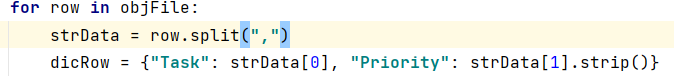 for row in objFile:
    strData = row.split(",")
    dicRow = {"Task": strData[0], "Priority": strData[1].strip()}